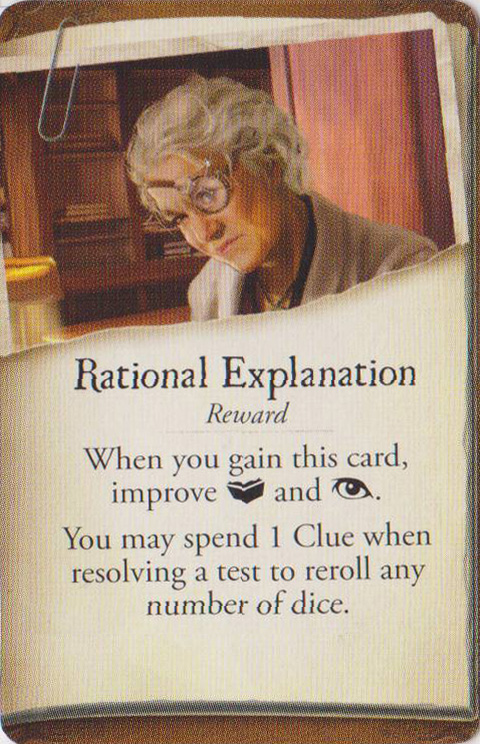 Rational Explanation
Reward
When you gain this card,
improve and .
You may spend 1 Clue when
resolving a test to reroll any
number of dice.